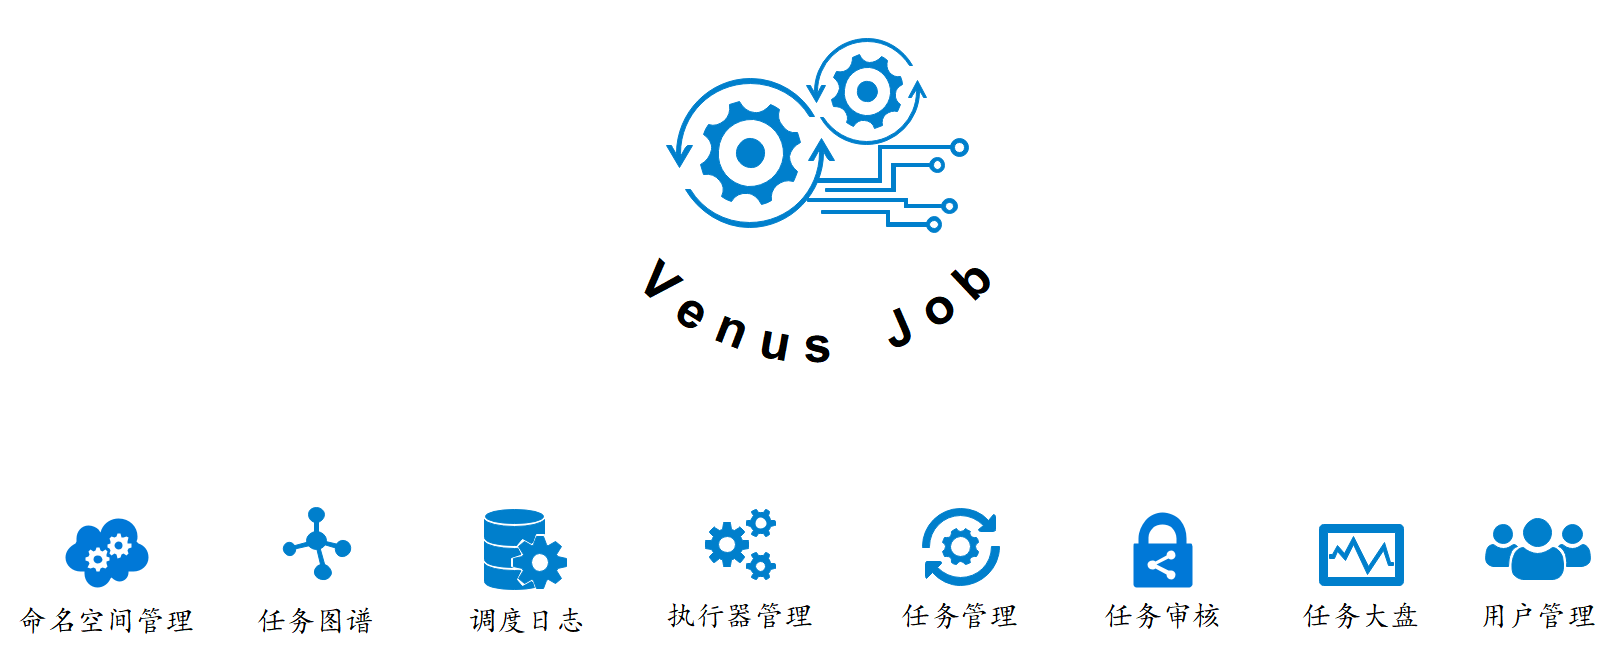 Venus Job
命名空间管理
任务图谱
调度日志
执行器管理
任务管理
任务审核
任务大盘
用户管理